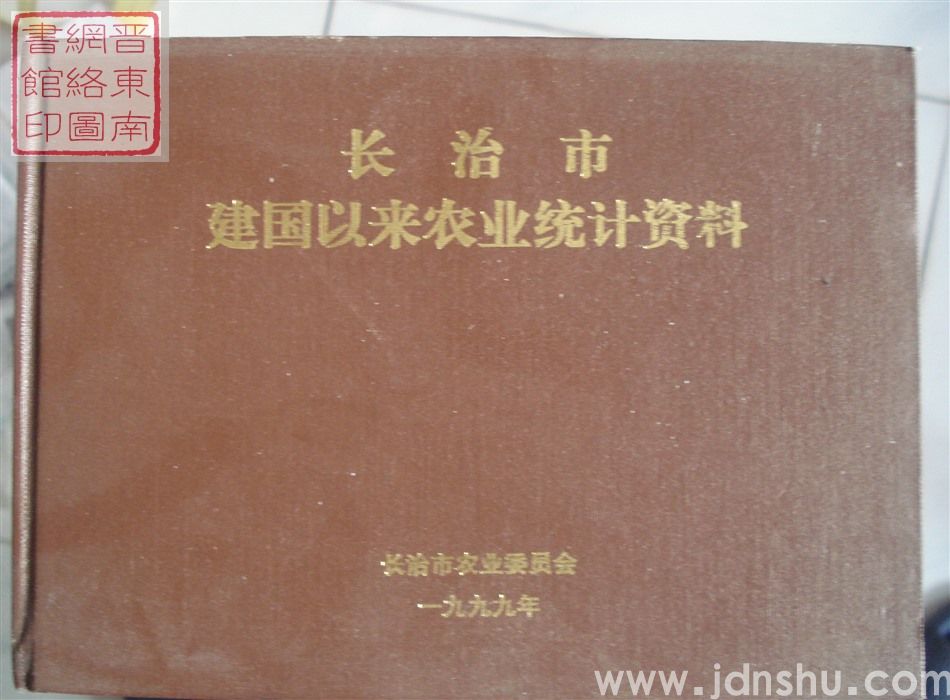 晋東南
網絡圖
書館印
长治市
建国以来农业统计资料
长治市农业委员会
一九九九年
www.jdnshu.com